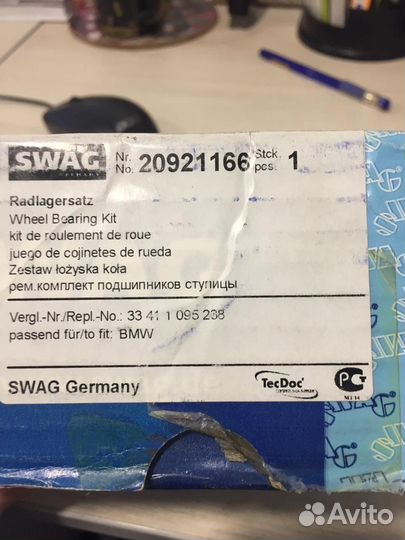 SWAG
GERMANY
Nr.
No. 20921166 Stck.
pcs. 1
Radlagersatz
Wheel Bearing Kit
kit de roulement de roue
juego de cojinetes de rueda
Zestaw łożyska koła
рем.комплект подшипников ступицы
Vergl.-Nr./Repl.-No.: 33 41 1 095 238
passend für/to fit: BMW
SWAG Germany
TecDoc
Avito